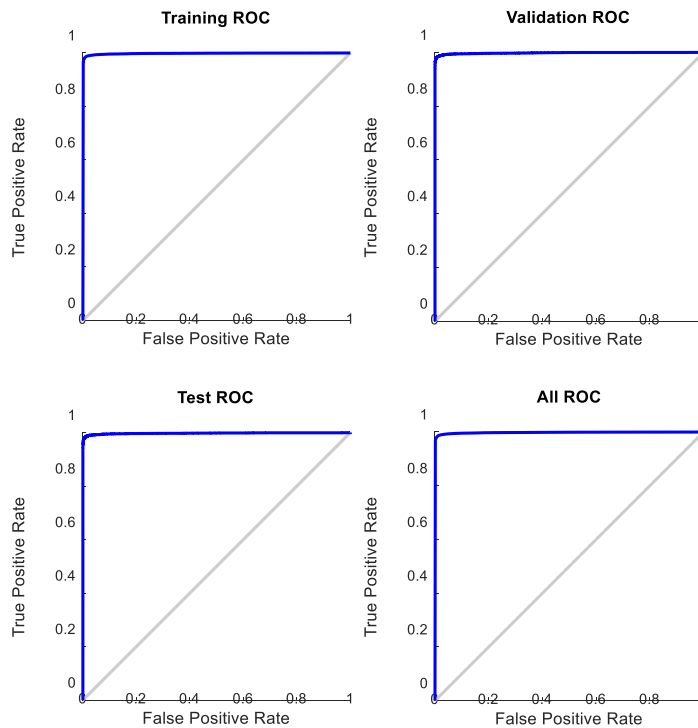 Training ROC
1
0.8
0.6
0.4
0.2
0
True Positive Rate
0 0.2 0.4 0.6 0.8 1
False Positive Rate
Validation ROC
1
0.8
0.6
0.4
0.2
0
True Positive Rate
0 0.2 0.4 0.6 0.8
False Positive Rate
Test ROC
1
0.8
0.6
0.4
0.2
0
True Positive Rate
0 0.2 0.4 0.6 0.8 1
False Positive Rate
All ROC
1
0.8
0.6
0.4
0.2
0
True Positive Rate
0 0.2 0.4 0.6 0.8
False Positive Rate